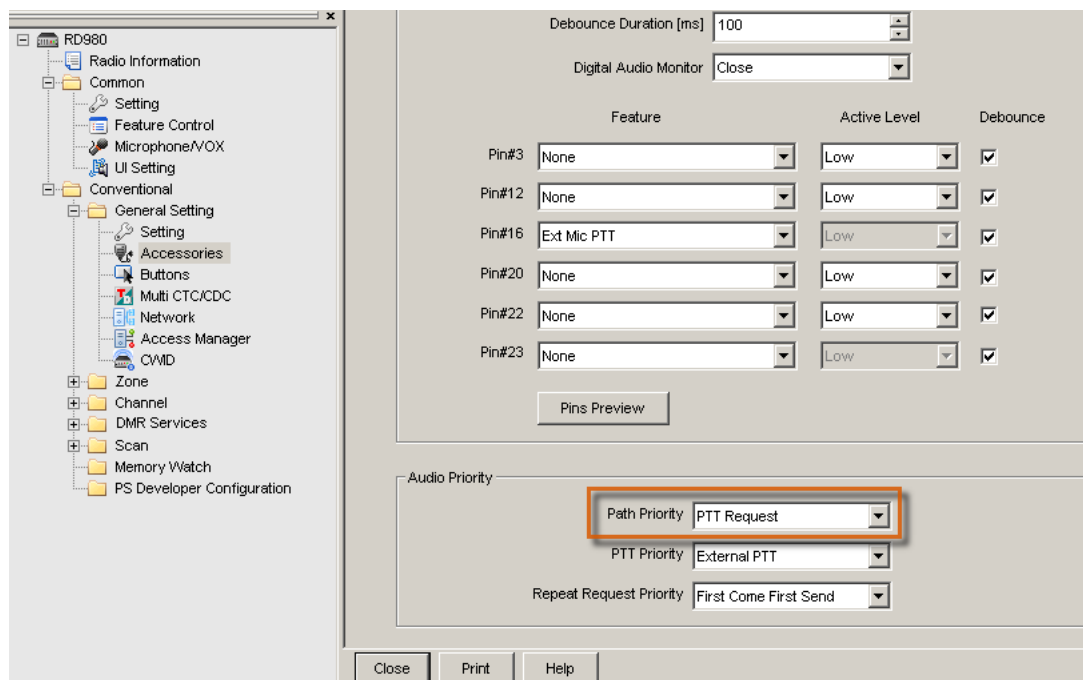 x
RD980
Radio Information
Common
Setting
Feature Control
Microphone/VOX
UI Setting
Conventional
General Setting
Setting
Accessories
Buttons
Multi CTC/CDC
Network
Access Manager
CWID
Zone
Channel
DMR Services
Scan
Memory Watch
PS Developer Configuration
Debounce Duration [ms] 100
Digital Audio Monitor Close
Feature Active Level Debounce
Pin#3 None Low
Pin#12 None Low
Pin#16 Ext Mic PTT Low
Pin#20 None Low
Pin#22 None Low
Pin#23 None Low
Pins Preview
Audio Priority
Path Priority PTT Request
PTT Priority External PTT
Repeat Request Priority First Come First Send
Close Print Help